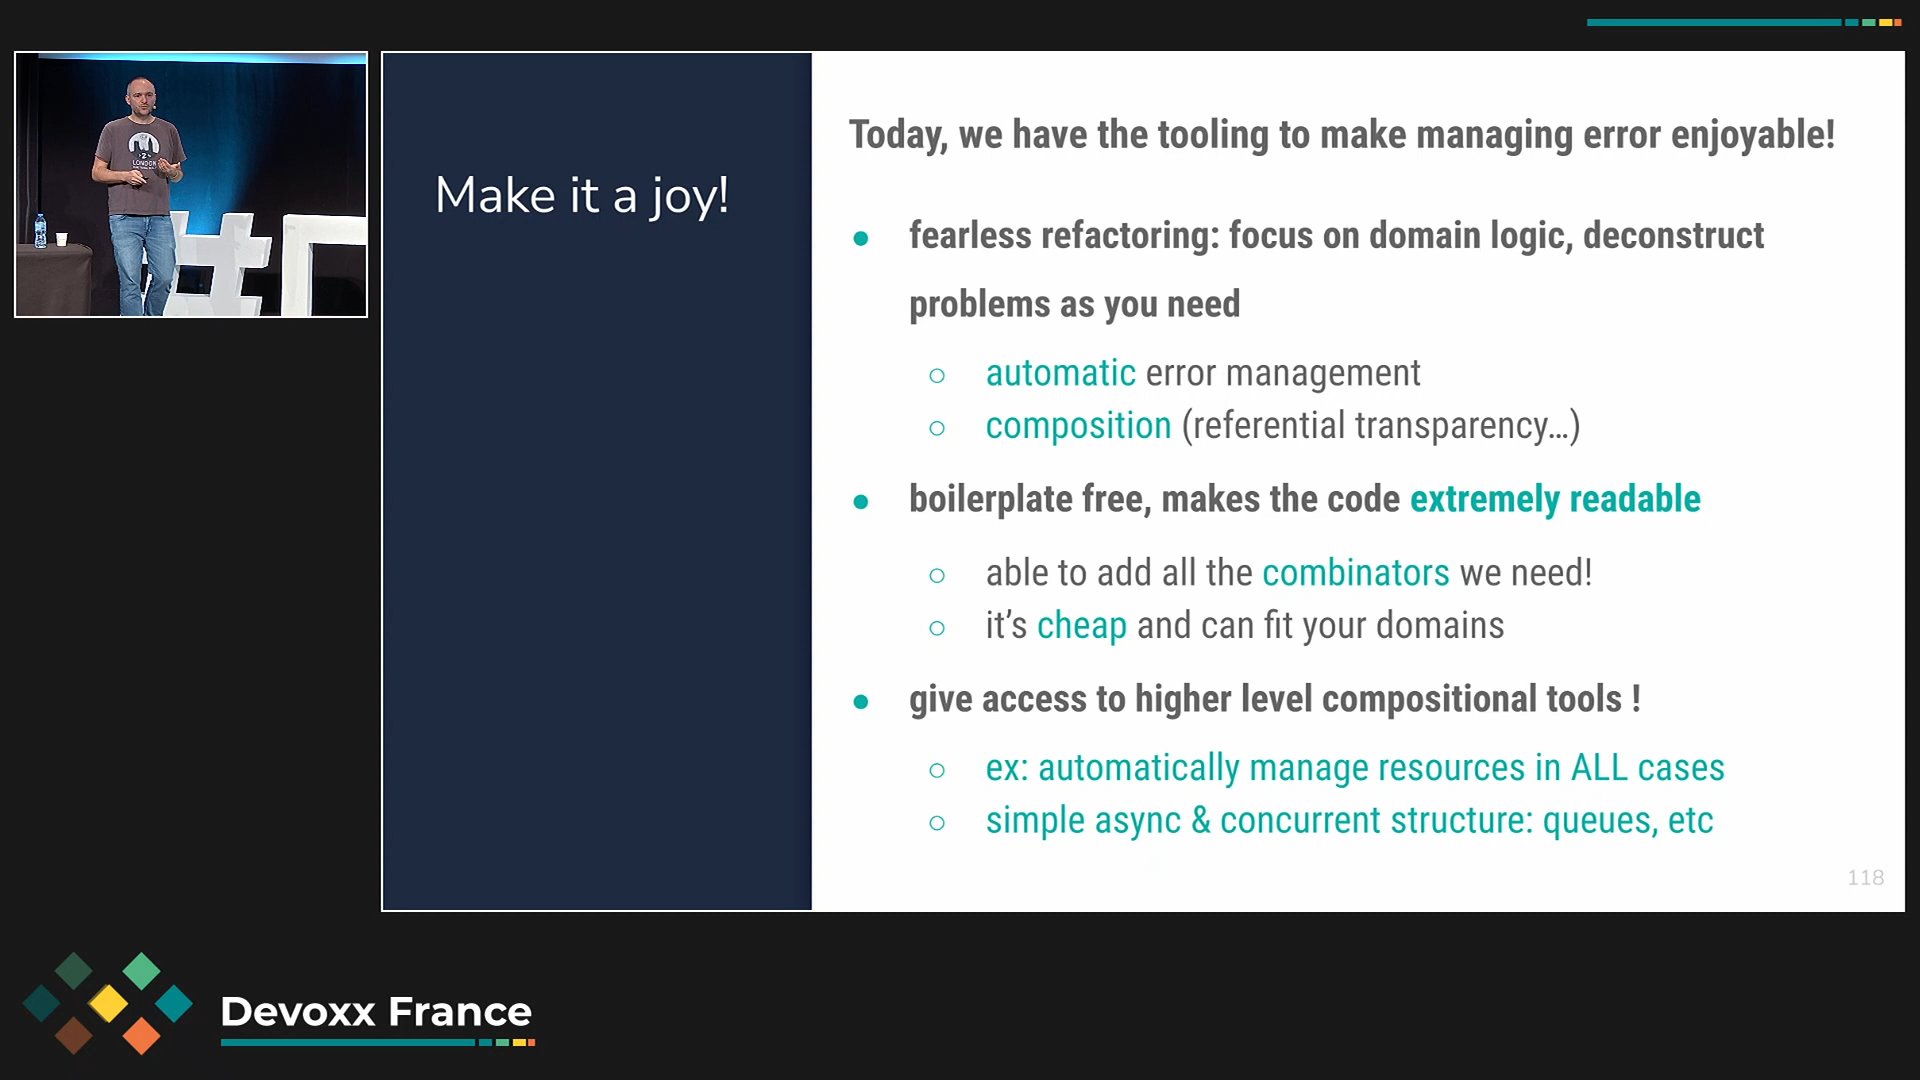 Make it a joy!
Today, we have the tooling to make managing error enjoyable!
● fearless refactoring: focus on domain logic, deconstruct
problems as you need
○ automatic error management
○ composition (referential transparency…)
● boilerplate free, makes the code extremely readable
○ able to add all the combinators we need!
○ it’s cheap and can fit your domains
● give access to higher level compositional tools !
○ ex: automatically manage resources in ALL cases
○ simple async & concurrent structure: queues, etc
118
LONDON
Devoxx France